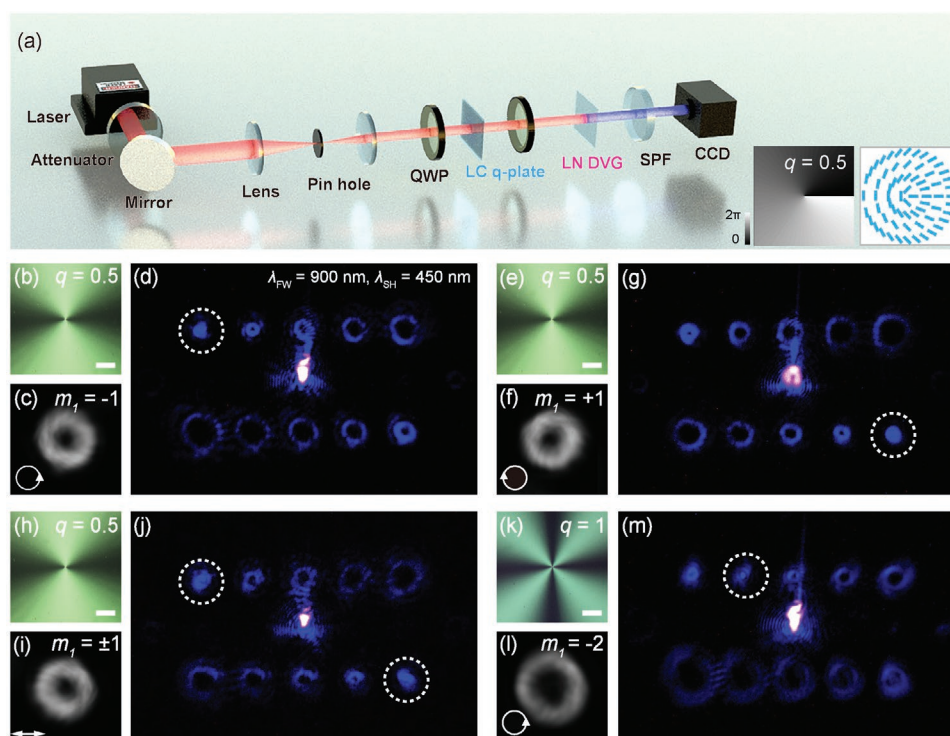 (a)
Laser
Attenuator
Mirror
Lens
Pin hole
QWP
LC q-plate
LN DVG
SPF
CCD
q = 0.5
2π
0
(b) q = 0.5
(c) m₁ = -1
(d) λFW = 900 nm, λSH = 450 nm
(e) q = 0.5
(f) m₁ = +1
(g)
(h) q = 0.5
(i) m₁ = ±1
(j)
(k) q = 1
(l) m₁ = -2
(m)